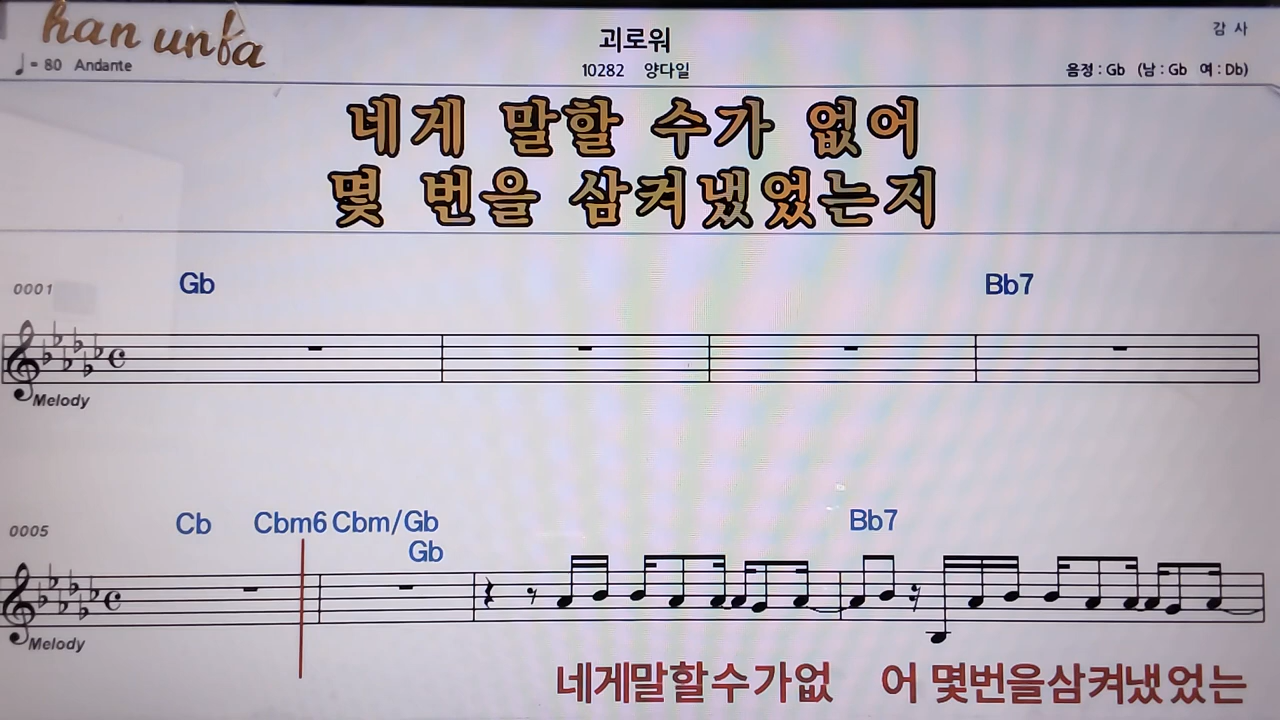 han unfa
감 사
괴로워
♩= 80 Andante
10282 양다일
음정 : Gb (남 : Gb 여 : Db)
네게 말할 수가 없어
몇 번을 삼켜냈었는지
0001 Gb Bb7
Melody
0005 Cb Cbm6 Cbm/Gb Bb7
Gb
Melody
네게말할수가없 어 몇번을삼켜냈었는